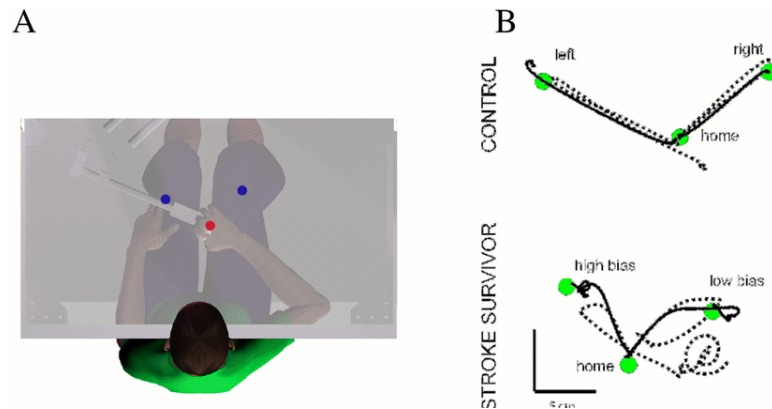 A
B
CONTROL
left
right
home
STROKE SURVIVOR
high bias
low bias
home